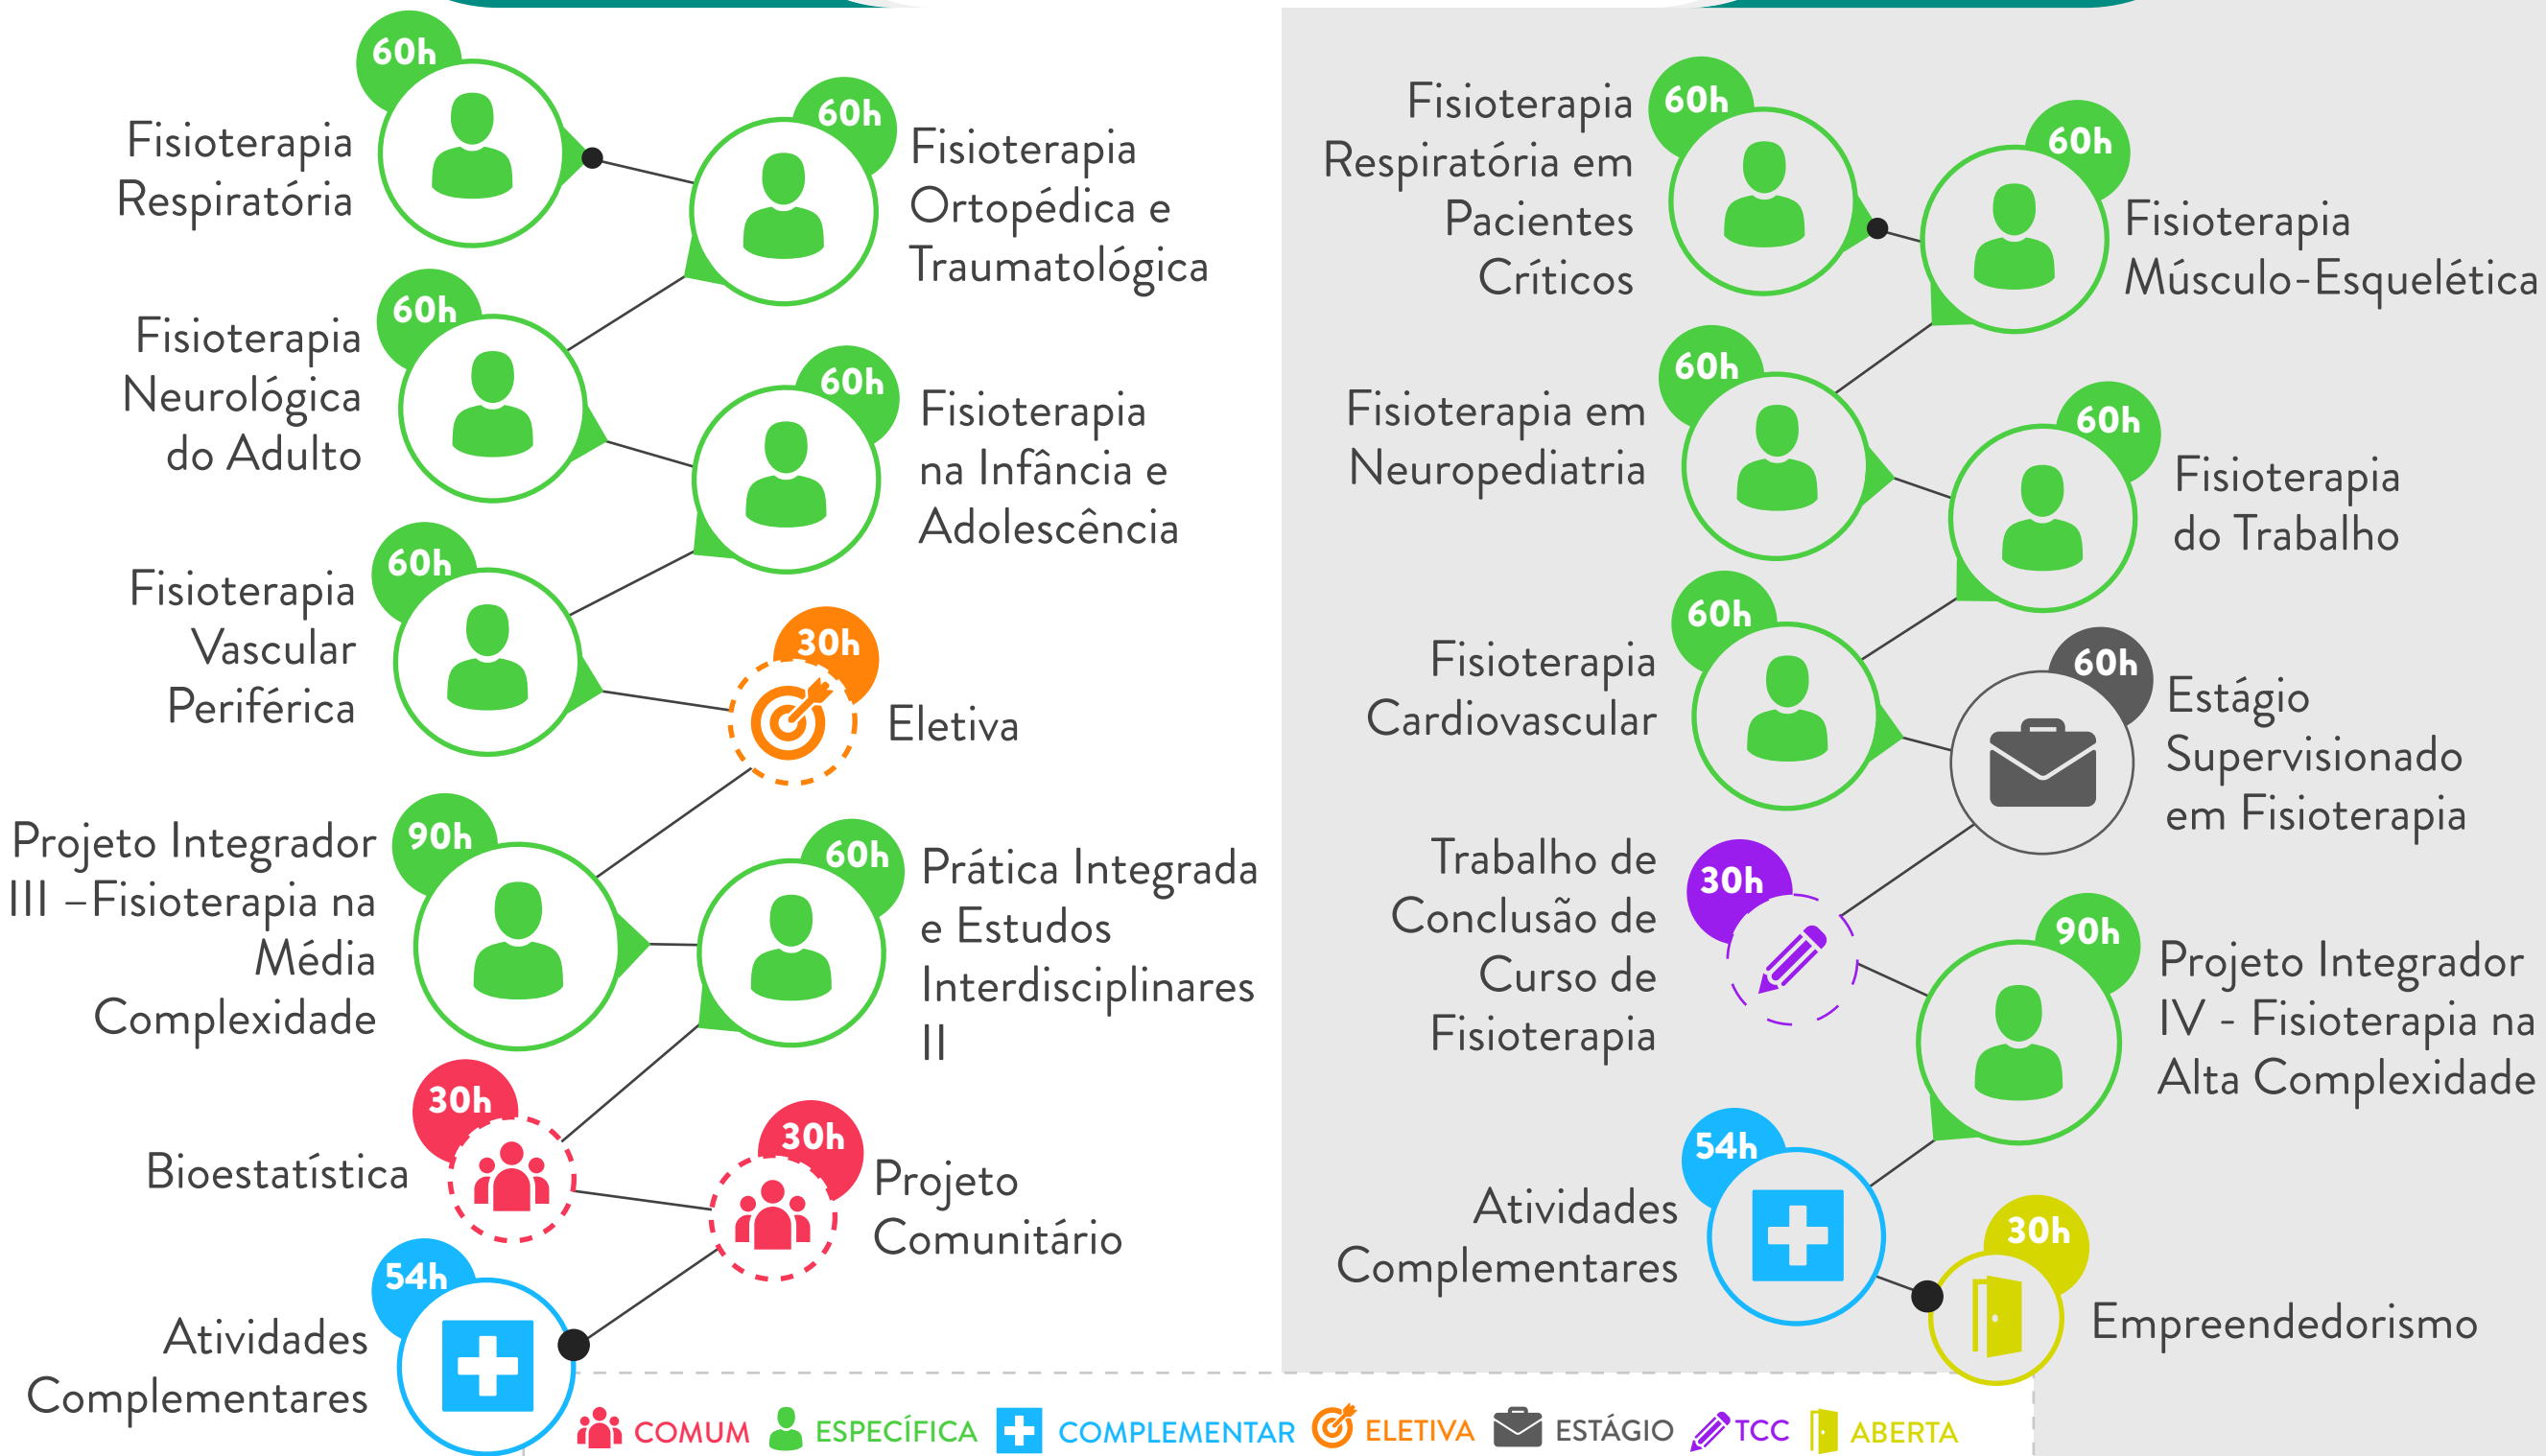 60h
Fisioterapia
Respiratória
60h
Fisioterapia
Ortopédica e
Traumatológica
60h
Fisioterapia
Neurológica
do Adulto
60h
Fisioterapia
na Infância e
Adolescência
60h
Fisioterapia
Vascular
Periférica
30h
Eletiva
90h
Projeto Integrador
III –Fisioterapia na
Média
Complexidade
60h
Prática Integrada
e Estudos
Interdisciplinares
II
30h
Bioestatística
30h
Projeto
Comunitário
54h
Atividades
Complementares
60h
Fisioterapia
Respiratória em
Pacientes
Críticos
60h
Fisioterapia
Músculo-Esquelética
60h
Fisioterapia em
Neuropediatria
60h
Fisioterapia
do Trabalho
60h
Fisioterapia
Cardiovascular
60h
Estágio
Supervisionado
em Fisioterapia
30h
Trabalho de
Conclusão de
Curso de
Fisioterapia
90h
Projeto Integrador
IV - Fisioterapia na
Alta Complexidade
54h
Atividades
Complementares
30h
Empreendedorismo
COMUM ESPECÍFICA COMPLEMENTAR ELETIVA ESTÁGIO TCC ABERTA